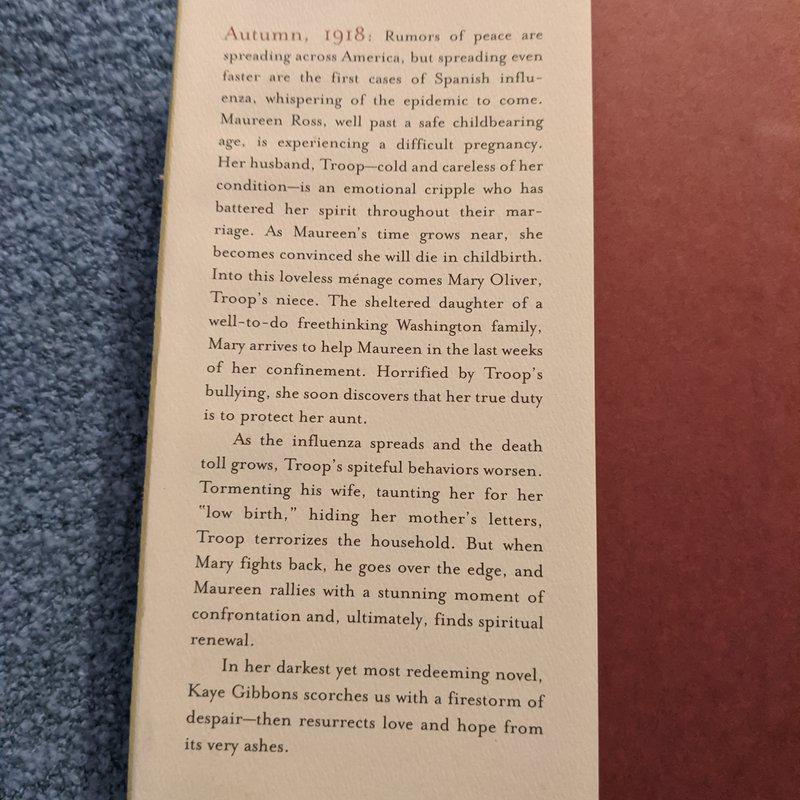 Autumn, 1918: Rumors of peace are
spreading across America, but spreading even
faster are the first cases of Spanish influ-
enza, whispering of the epidemic to come.
Maureen Ross, well past a safe childbearing
age, is experiencing a difficult pregnancy.
Her husband, Troop—cold and careless of her
condition—is an emotional cripple who has
battered her spirit throughout their mar-
riage. As Maureen's time grows near, she
becomes convinced she will die in childbirth.
Into this loveless ménage comes Mary Oliver,
Troop's niece. The sheltered daughter of a
well-to-do freethinking Washington family,
Mary arrives to help Maureen in the last weeks
of her confinement. Horrified by Troop's
bullying, she soon discovers that her true duty
is to protect her aunt.
As the influenza spreads and the death
toll grows, Troop's spiteful behaviors worsen.
Tormenting his wife, taunting her for her
"low birth," hiding her mother's letters,
Troop terrorizes the household. But when
Mary fights back, he goes over the edge, and
Maureen rallies with a stunning moment of
confrontation and, ultimately, finds spiritual
renewal.
In her darkest yet most redeeming novel,
Kaye Gibbons scorches us with a firestorm of
despair—then resurrects love and hope from
its very ashes.